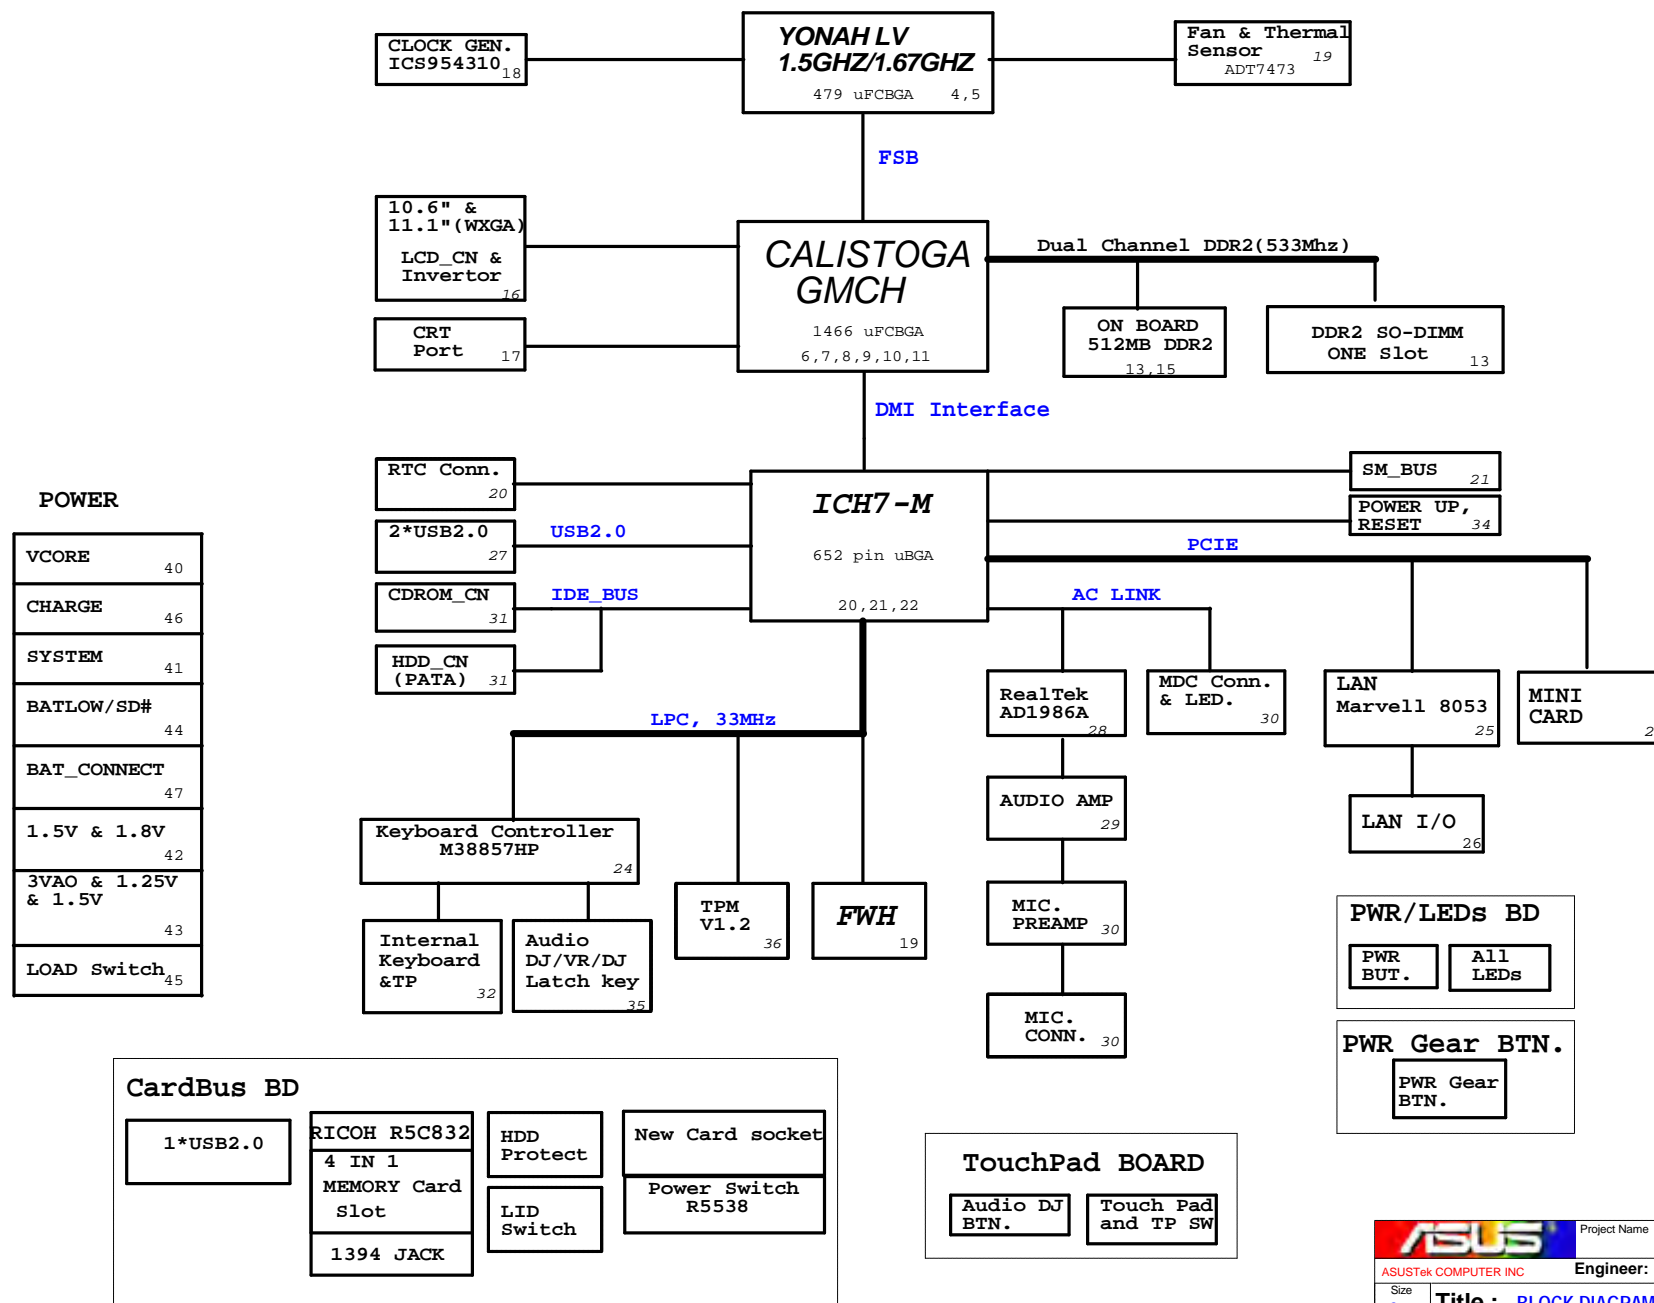 CLOCK GEN.
ICS954310
18
YONAH LV
1.5GHZ/1.67GHZ
479 uFCBGA 4,5
Fan & Thermal
Sensor 19
ADT7473
FSB
10.6" &
11.1"(WXGA)
LCD_CN &
Invertor
16
CALISTOGA
GMCH
1466 uFCBGA
6,7,8,9,10,11
Dual Channel DDR2(533Mhz)
CRT
Port 17
ON BOARD
512MB DDR2
13,15
DDR2 SO-DIMM
ONE Slot 13
DMI Interface
RTC Conn.
20
ICH7-M
652 pin uBGA
20,21,22
SM_BUS 21
POWER UP,
RESET 34
2*USB2.0
27
USB2.0
PCIE
CDROM_CN
31
IDE_BUS
AC LINK
HDD_CN
(PATA) 31
POWER
VCORE 40
CHARGE 46
SYSTEM 41
BATLOW/SD#
44
BAT_CONNECT
47
1.5V & 1.8V
42
3VAO & 1.25V
& 1.5V
43
LOAD Switch 45
RealTek
AD1986A
28
MDC Conn.
& LED.
30
LAN
Marvell 8053
25
MINI
CARD
2
LPC, 33MHz
AUDIO AMP
29
LAN I/O
26
Keyboard Controller
M38857HP
24
Internal
Keyboard
&TP 32
Audio
DJ/VR/DJ
Latch key
35
TPM
V1.2
36
FWH
19
MIC.
PREAMP 30
MIC.
CONN. 30
PWR/LEDs BD
PWR
BUT.
All
LEDs
PWR Gear BTN.
PWR Gear
BTN.
CardBus BD
1*USB2.0
RICOH R5C832
4 IN 1
MEMORY Card
Slot
1394 JACK
HDD
Protect
LID
Switch
New Card socket
Power Switch
R5538
TouchPad BOARD
Audio DJ
BTN.
Touch Pad
and TP SW
ASUS
Project Name
ASUSTek COMPUTER INC
Engineer:
Size
Title : BLOCK DIAGRAM